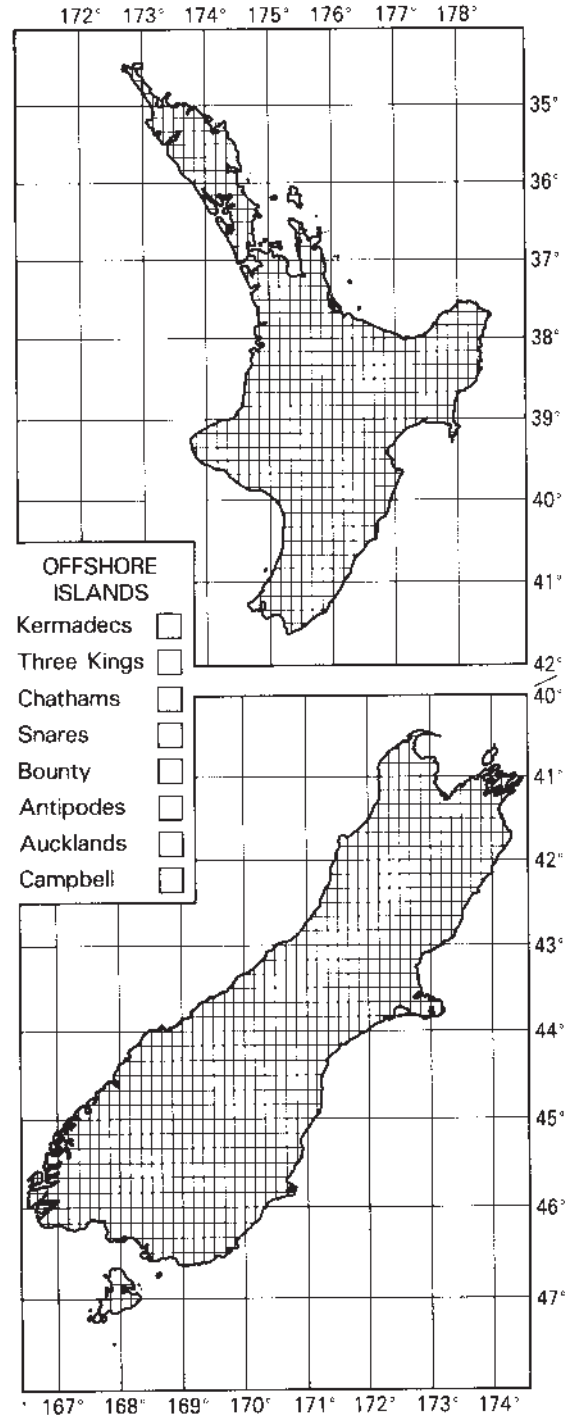 172° 173° 174° 175° 176° 177° 178°
35°
36°
37°
38°
39°
40°
41°
42°
OFFSHORE
ISLANDS
Kermadecs
Three Kings
Chathams
Snares
Bounty
Antipodes
Aucklands
Campbell
40°
41°
42°
43°
44°
45°
46°
47°
167° 168° 169° 170° 171° 172° 173° 174°